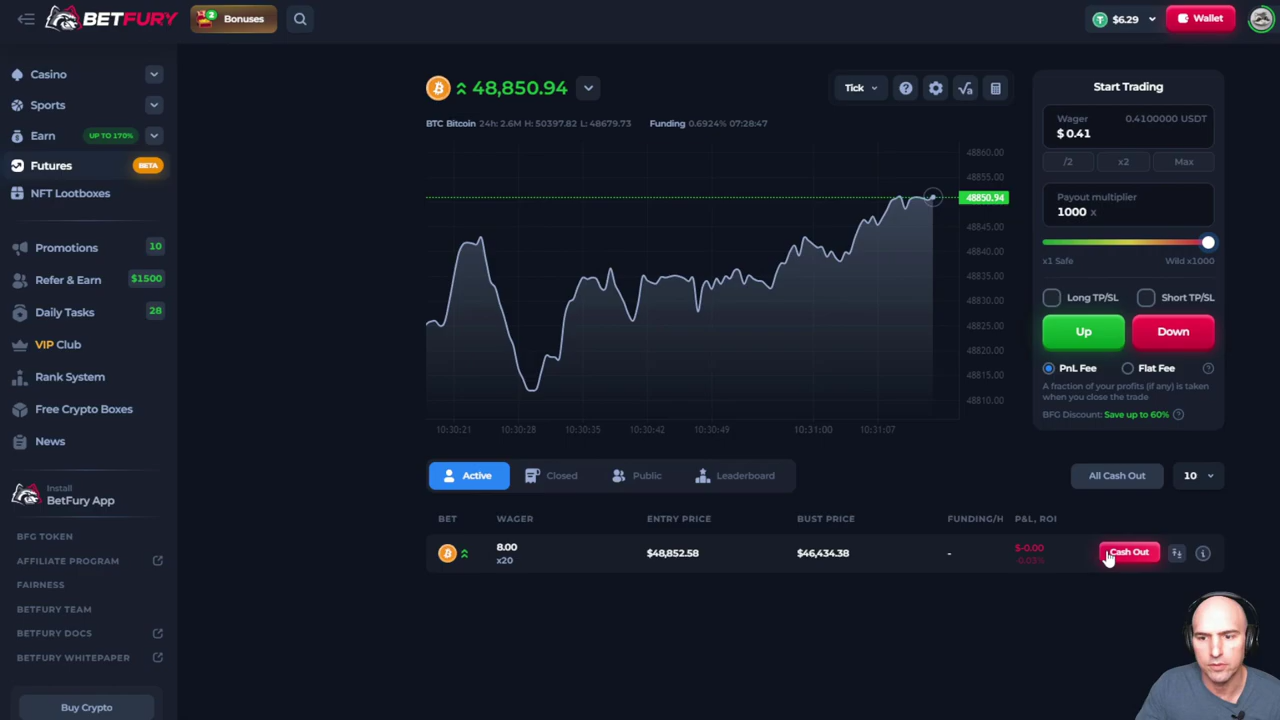 BETFURY
2
Bonuses
$6.29
Wallet
Casino
Sports
Earn
UP TO 170%
Futures
BETA
NFT Lootboxes
Promotions
10
Refer & Earn
$1500
Daily Tasks
28
VIP Club
Rank System
Free Crypto Boxes
News
Install
BetFury App
BFG TOKEN
AFFILIATE PROGRAM
FAIRNESS
BETFURY TEAM
BETFURY DOCS
BETFURY WHITEPAPER
Buy Crypto
48,850.94
Tick
BTC Bitcoin 24h: 2.6M H: 50397.82 L: 48679.73 Funding 0.6924% 07:28:47
48860.00
48855.00
48850.94
48845.00
48840.00
48835.00
48830.00
48825.00
48820.00
48815.00
48810.00
10:30:21 10:30:28 10:30:35 10:30:42 10:30:49 10:31:00 10:31:07
Start Trading
Wager 0.4100000 USDT
$ 0.41
/2 x2 Max
Payout multiplier
1000 x
x1 Safe Wild x1000
Long TP/SL Short TP/SL
Up Down
PnL Fee Flat Fee
A fraction of your profits (if any) is taken
when you close the trade
BFG Discount: Save up to 60%
Active Closed Public Leaderboard All Cash Out 10
BET WAGER ENTRY PRICE BUST PRICE FUNDING/H P&L, ROI
8.00
x20
$48,852.58 $46,434.38 -
$-0.00
-0.03%
Cash Out